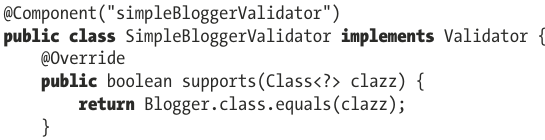 @Component("simpleBloggerValidator")
public class SimpleBloggerValidator implements Validator {
@Override
public boolean supports(Class<?> clazz) {
return Blogger.class.equals(clazz);
}